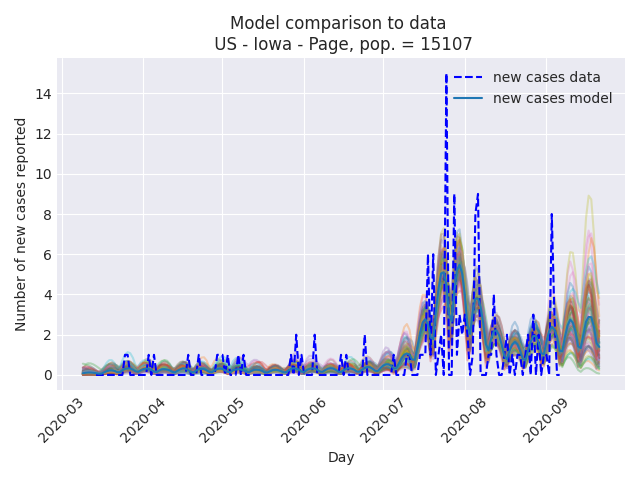 Model comparison to data
US - Iowa - Page, pop. = 15107
new cases data
new cases model
Number of new cases reported
14
12
10
8
6
4
2
0
2020-03
2020-04
2020-05
2020-06
2020-07
2020-08
2020-09
Day